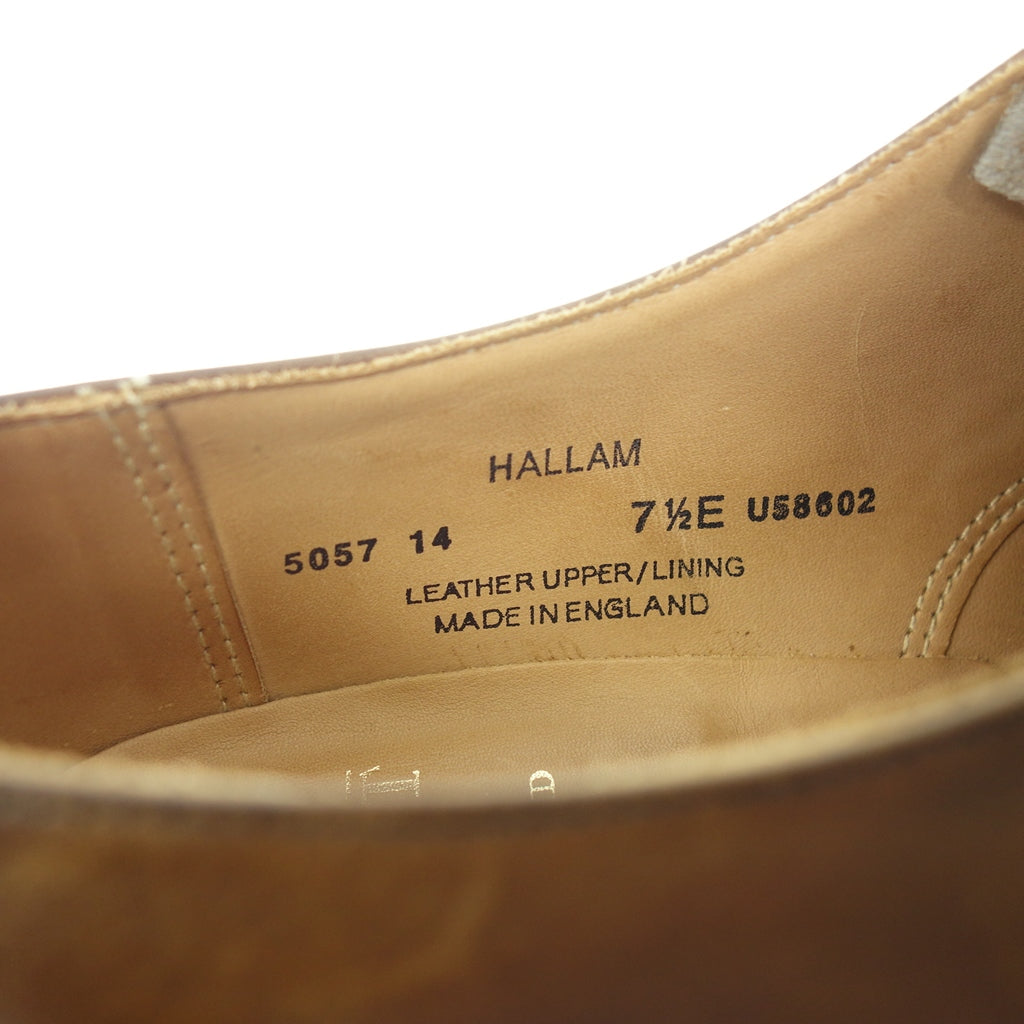 HALLAM
5057 14 7½E U58602
LEATHER UPPER/LINING
MADE IN ENGLAND
D